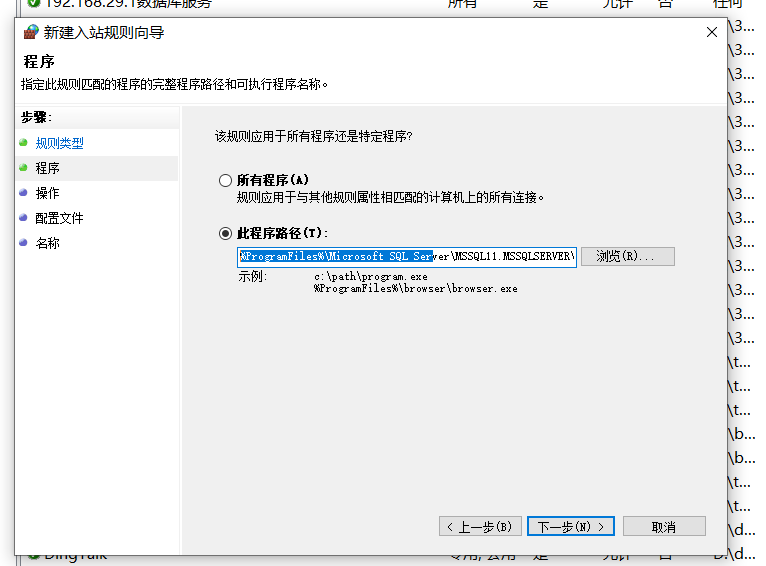 192.168.29.1数据库服务 所有 是 允许 否 任何
新建入站规则向导
\3...
程序
\3...
指定此规则匹配的程序的完整程序路径和可执行程序名称。
\3...
\3...
步骤:
\3...
规则类型
该规则应用于所有程序还是特定程序?
\3...
程序
\3...
所有程序(A)
操作
规则应用于与其他规则属性相匹配的计算机上的所有连接。
\3...
配置文件
\3...
此程序路径(T):
名称
\3...
%ProgramFiles%\Microsoft SQL Server\MSSQL11.MSSQLSERVER\
浏览(R)...
\3...
示例:
c:\path\program.exe
%ProgramFiles%\browser\browser.exe
\3...
\3...
\3...
\3...
\t...
\t...
\t...
\b...
\b...
\t...
\t...
< 上一步(B)
下一步(N) >
取消
\d...
DingTalk 专用, 公用 是 允许 否 D:\d...